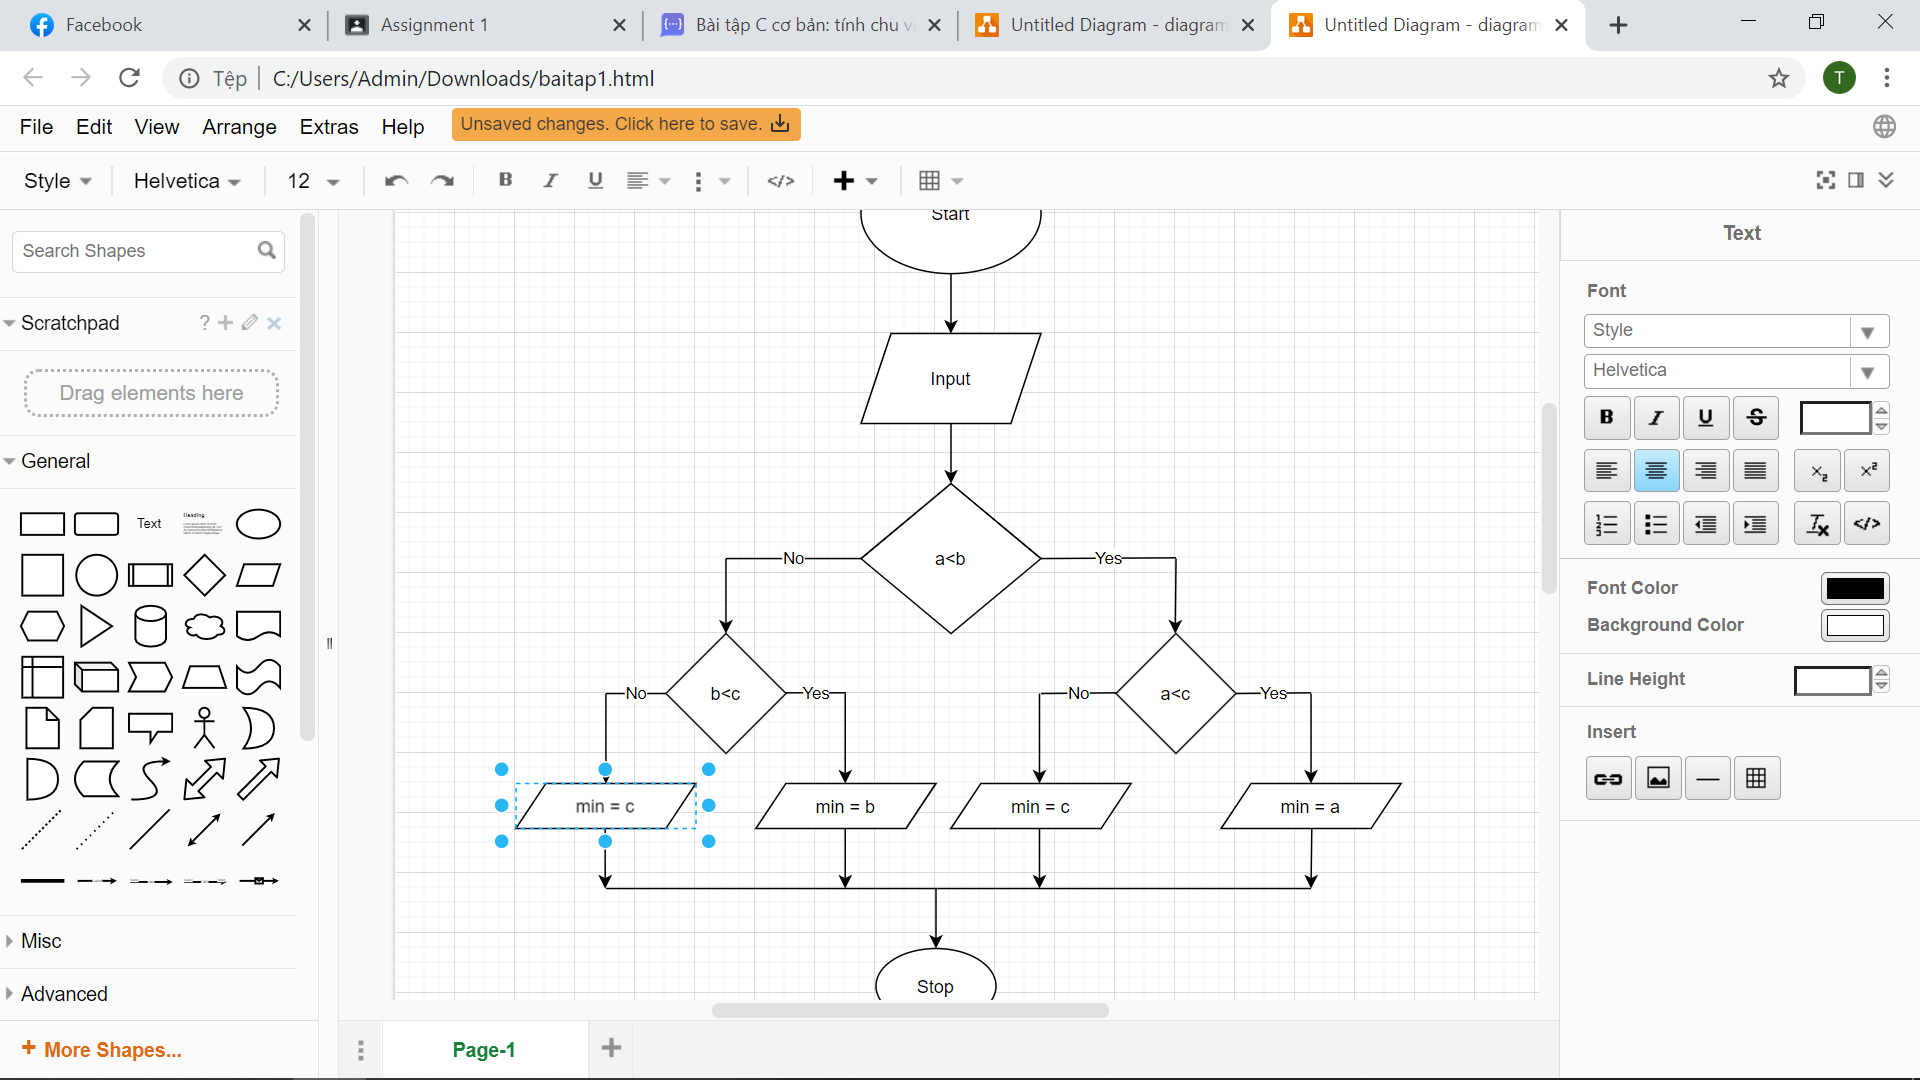 Facebook
Assignment 1
Bài tập C cơ bản: tính chu v
Untitled Diagram - diagram
Untitled Diagram - diagram
Tệp
C:/Users/Admin/Downloads/baitap1.html
T
File Edit View Arrange Extras Help
Unsaved changes. Click here to save.
Style Helvetica 12
B I U
Search Shapes
Scratchpad
?
Drag elements here
General
Text
Heading
Misc
Advanced
+ More Shapes...
Start
Input
a<b
No
Yes
b<c
a<c
No
Yes
No
Yes
min = c
min = b
min = c
min = a
Stop
Page-1
Text
Font
Style
Helvetica
B I U S
x2 x2
Font Color
Background Color
Line Height
Insert